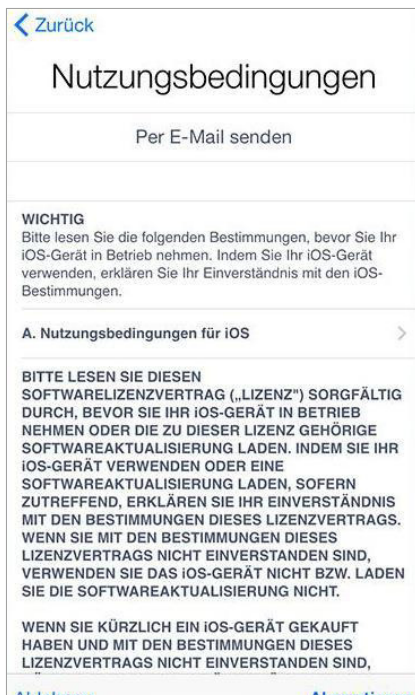 Zurück
Nutzungsbedingungen
Per E-Mail senden
WICHTIG
Bitte lesen Sie die folgenden Bestimmungen, bevor Sie Ihr
iOS-Gerät in Betrieb nehmen. Indem Sie Ihr iOS-Gerät
verwenden, erklären Sie Ihr Einverständnis mit den iOS-
Bestimmungen.
A. Nutzungsbedingungen für iOS
BITTE LESEN SIE DIESEN
SOFTWARELIZENZVERTRAG („LIZENZ") SORGFÄLTIG
DURCH, BEVOR SIE IHR iOS-GERÄT IN BETRIEB
NEHMEN ODER DIE ZU DIESER LIZENZ GEHÖRIGE
SOFTWAREAKTUALISIERUNG LADEN. INDEM SIE IHR
iOS-GERÄT VERWENDEN ODER EINE
SOFTWAREAKTUALISIERUNG LADEN, SOFERN
ZUTREFFEND, ERKLÄREN SIE IHR EINVERSTÄNDNIS
MIT DEN BESTIMMUNGEN DIESES LIZENZVERTRAGS.
WENN SIE MIT DEN BESTIMMUNGEN DIESES
LIZENZVERTRAGS NICHT EINVERSTANDEN SIND,
VERWENDEN SIE DAS iOS-GERÄT NICHT BZW. LADEN
SIE DIE SOFTWAREAKTUALISIERUNG NICHT.
WENN SIE KÜRZLICH EIN iOS-GERÄT GEKAUFT
HABEN UND MIT DEN BESTIMMUNGEN DIESES
LIZENZVERTRAGS NICHT EINVERSTANDEN SIND,